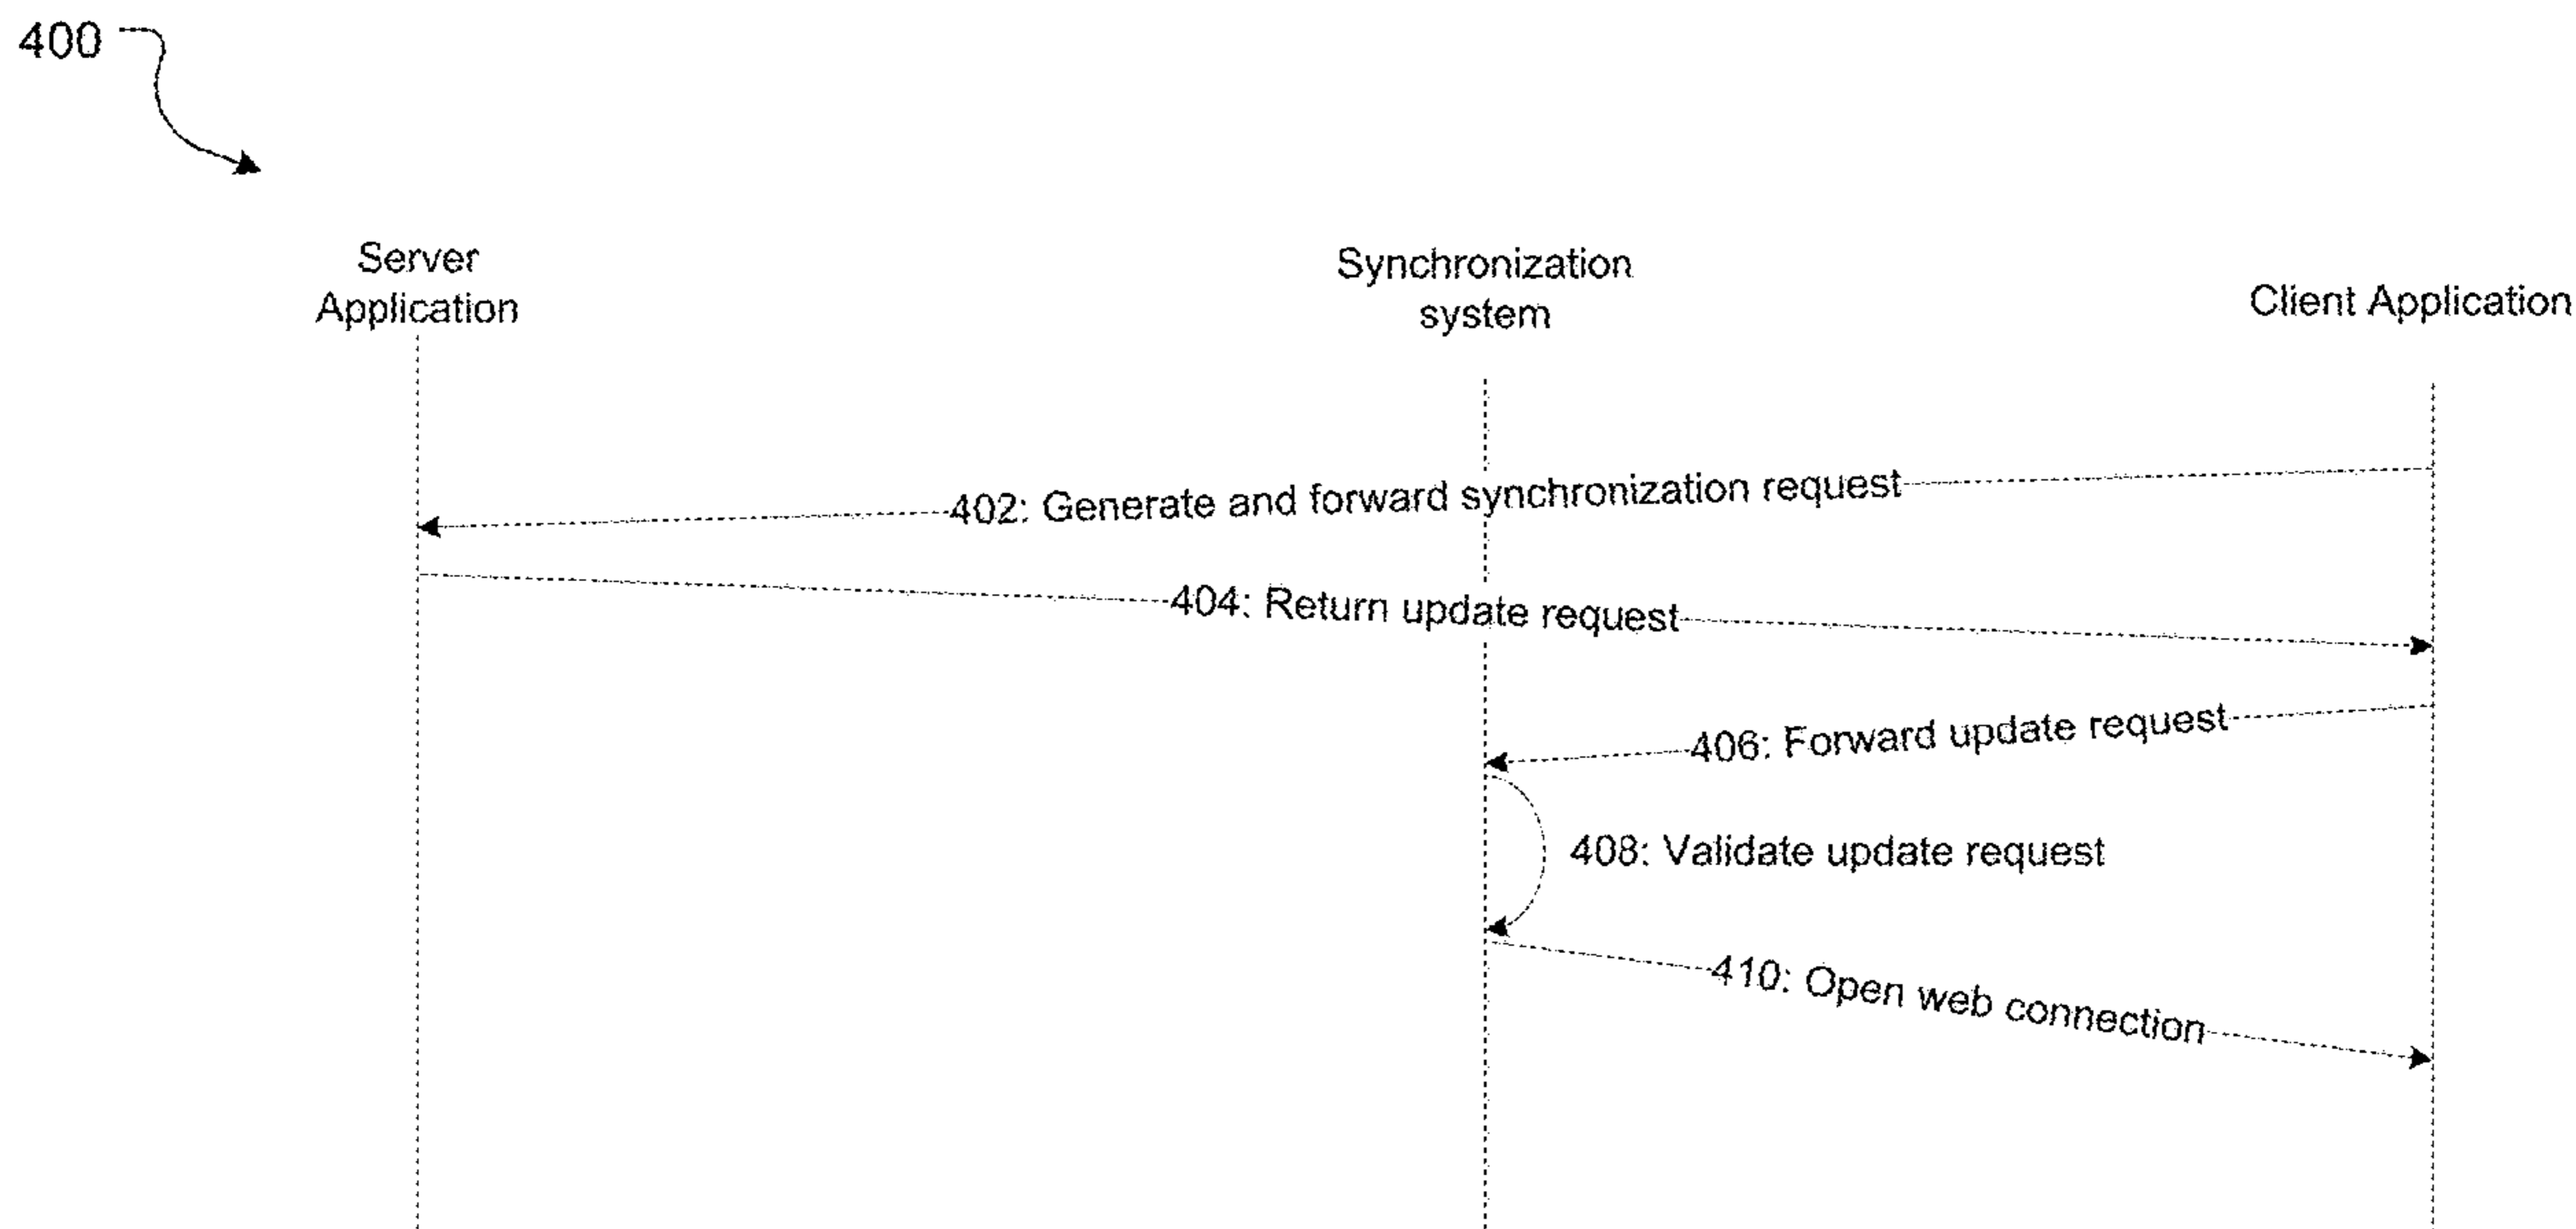 400
Server
Application
Synchronization
system
Client Application
402: Generate and forward synchronization request
404: Return update request
406: Forward update request
408: Validate update request
410: Open web connection